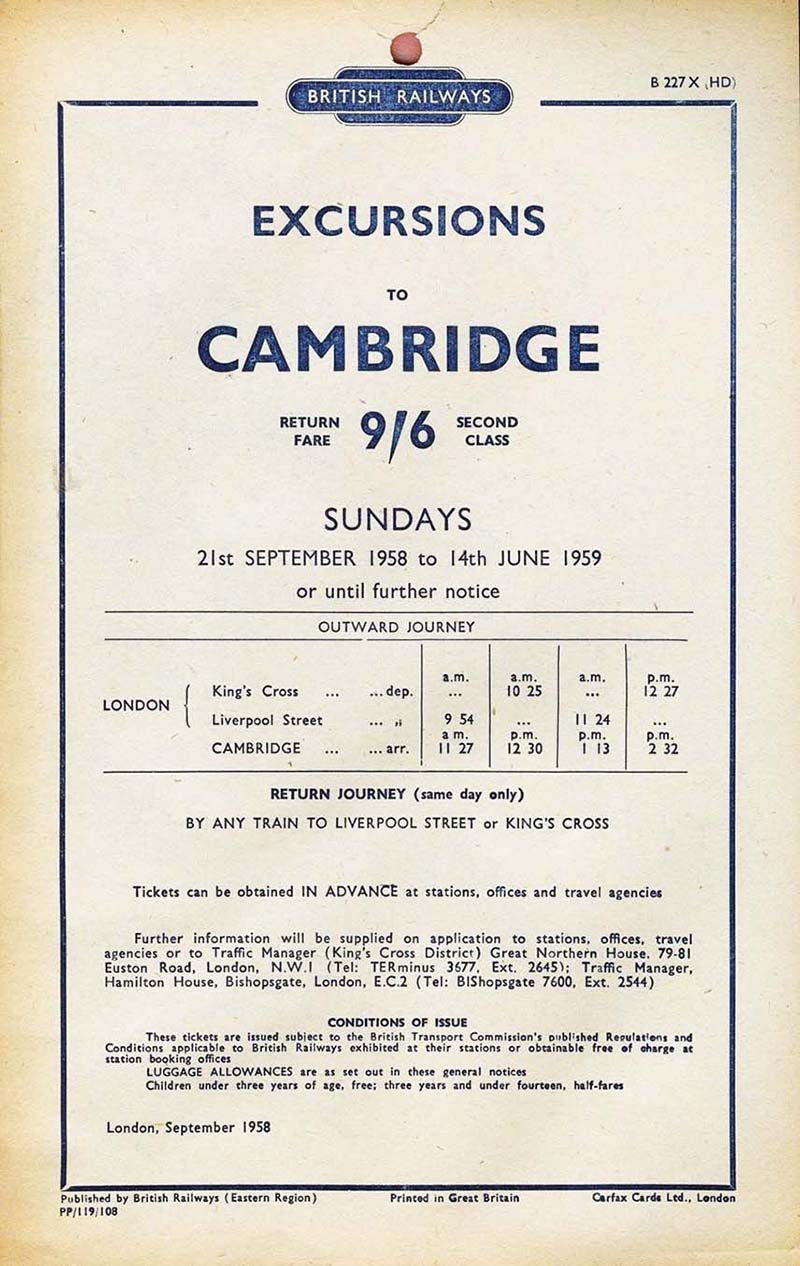 B 227 X (HD)
BRITISH RAILWAYS
EXCURSIONS
TO
CAMBRIDGE
RETURN FARE 9/6 SECOND CLASS
SUNDAYS
21st SEPTEMBER 1958 to 14th JUNE 1959
or until further notice
OUTWARD JOURNEY
a.m. a.m. a.m. p.m.
LONDON { King's Cross ... ...dep. ... 10 25 ... 12 27
Liverpool Street ... „ 9 54 ... 11 24 ...
a m. p.m. p.m. p.m.
CAMBRIDGE ... ...arr. 11 27 12 30 1 13 2 32
RETURN JOURNEY (same day only)
BY ANY TRAIN TO LIVERPOOL STREET or KING'S CROSS
Tickets can be obtained IN ADVANCE at stations, offices and travel agencies
Further information will be supplied on application to stations, offices, travel
agencies or to Traffic Manager (King's Cross District) Great Northern House, 79-81
Euston Road, London, N.W.1 (Tel: TERminus 3677, Ext. 2645); Traffic Manager,
Hamilton House, Bishopsgate, London, E.C.2 (Tel: BIShopsgate 7600, Ext. 2544)
CONDITIONS OF ISSUE
These tickets are issued subject to the British Transport Commission's published Regulations and
Conditions applicable to British Railways exhibited at their stations or obtainable free of charge at
station booking offices
LUGGAGE ALLOWANCES are as set out in these general notices
Children under three years of age, free; three years and under fourteen, half-fares
London, September 1958
Published by British Railways (Eastern Region) Printed in Great Britain Carfax Cards Ltd., London
PP/119/108